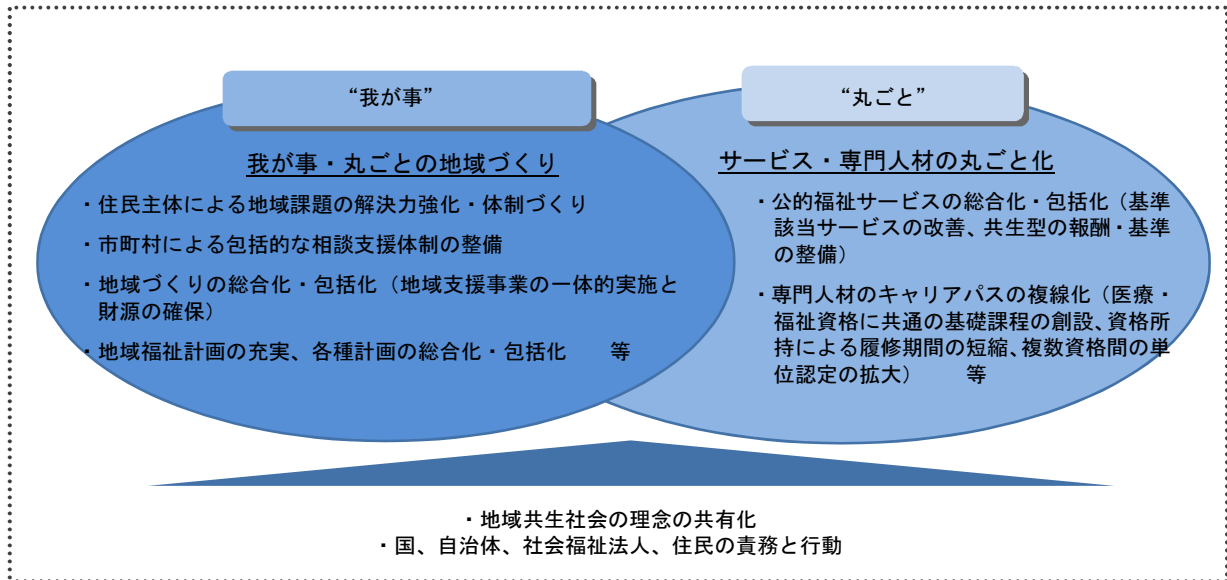 “我が事”
我が事・丸ごとの地域づくり
・住民主体による地域課題の解決力強化・体制づくり
・市町村による包括的な相談支援体制の整備
・地域づくりの総合化・包括化（地域支援事業の一体的実施と
財源の確保）
・地域福祉計画の充実、各種計画の総合化・包括化　　等
“丸ごと”
サービス・専門人材の丸ごと化
・公的福祉サービスの総合化・包括化（基準
該当サービスの改善、共生型の報酬・基準
の整備）
・専門人材のキャリアパスの複線化（医療・
福祉資格に共通の基礎課程の創設、資格所
持による履修期間の短縮、複数資格間の単
位認定の拡大）　　　等
・地域共生社会の理念の共有化
・国、自治体、社会福祉法人、住民の責務と行動